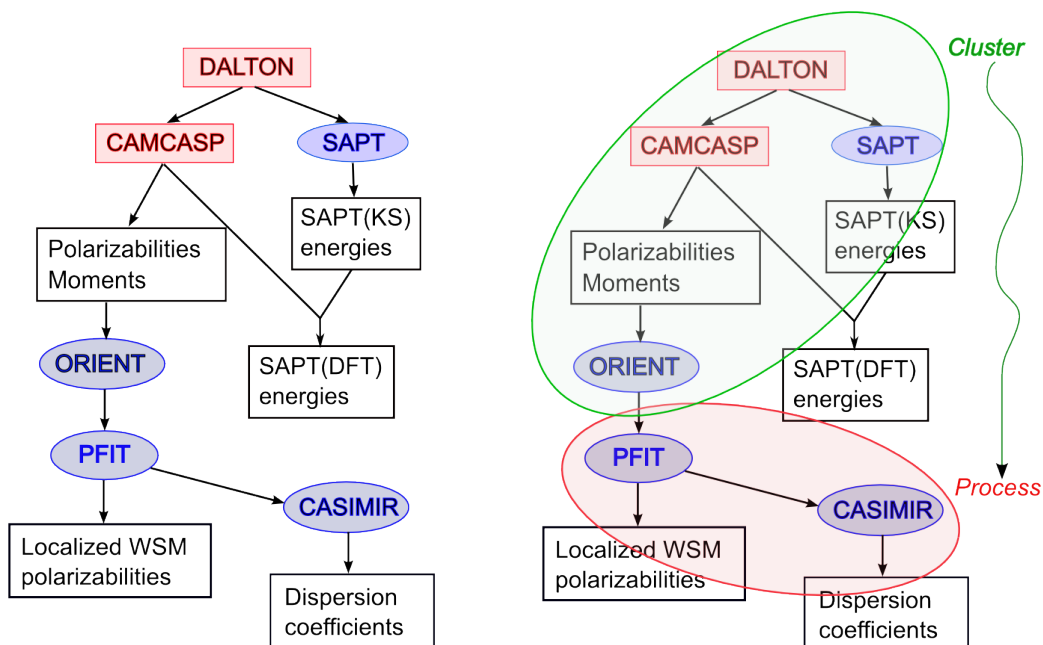 DALTON
CAMCASP
SAPT
SAPT(KS)
energies
Polarizabilities
Moments
ORIENT
SAPT(DFT)
energies
PFIT
CASIMIR
Localized WSM
polarizabilities
Dispersion
coefficients
Cluster
DALTON
CAMCASP
SAPT
SAPT(KS)
energies
Polarizabilities
Moments
ORIENT
SAPT(DFT)
energies
PFIT
Process
CASIMIR
Localized WSM
polarizabilities
Dispersion
coefficients